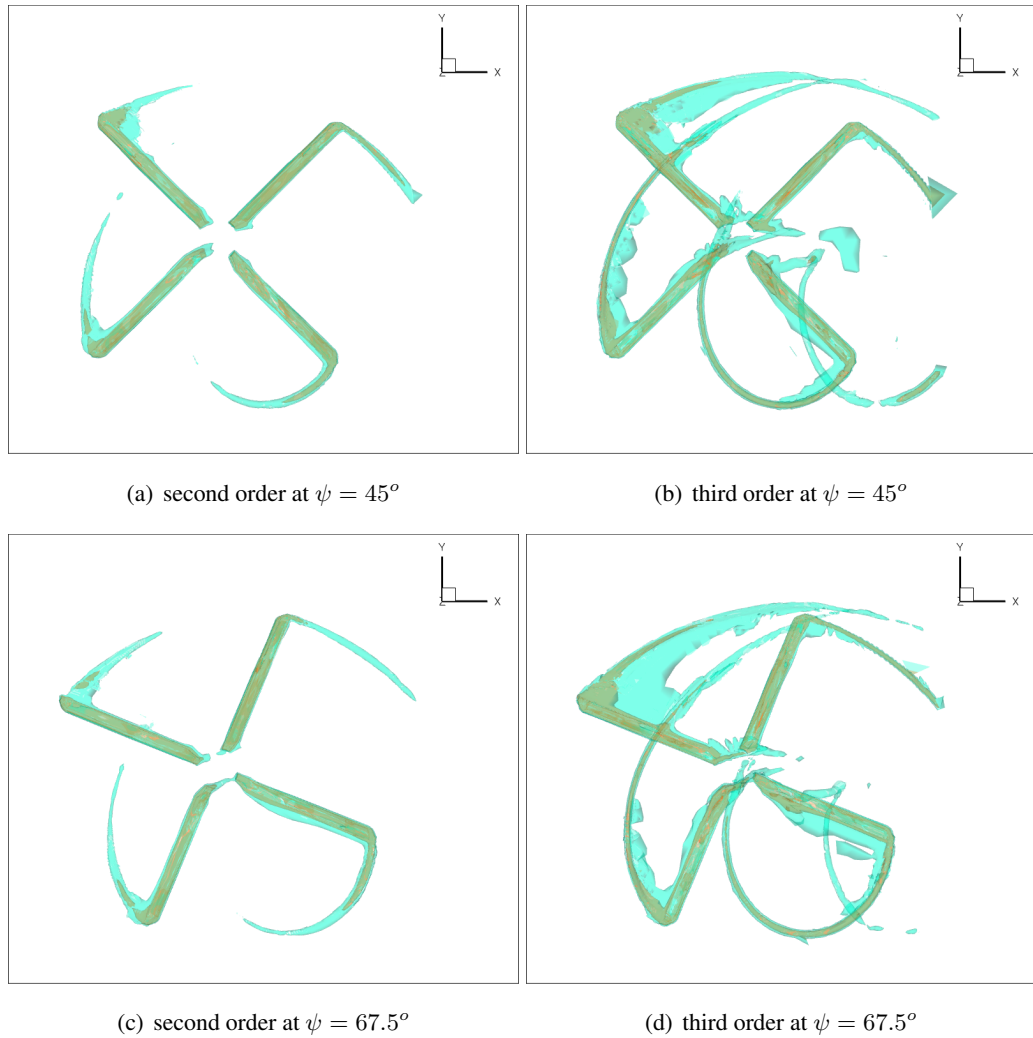 Y
Z X
Y
Z X
(a) second order at ψ = 45°
(b) third order at ψ = 45°
Y
Z X
Y
Z X
(c) second order at ψ = 67.5°
(d) third order at ψ = 67.5°